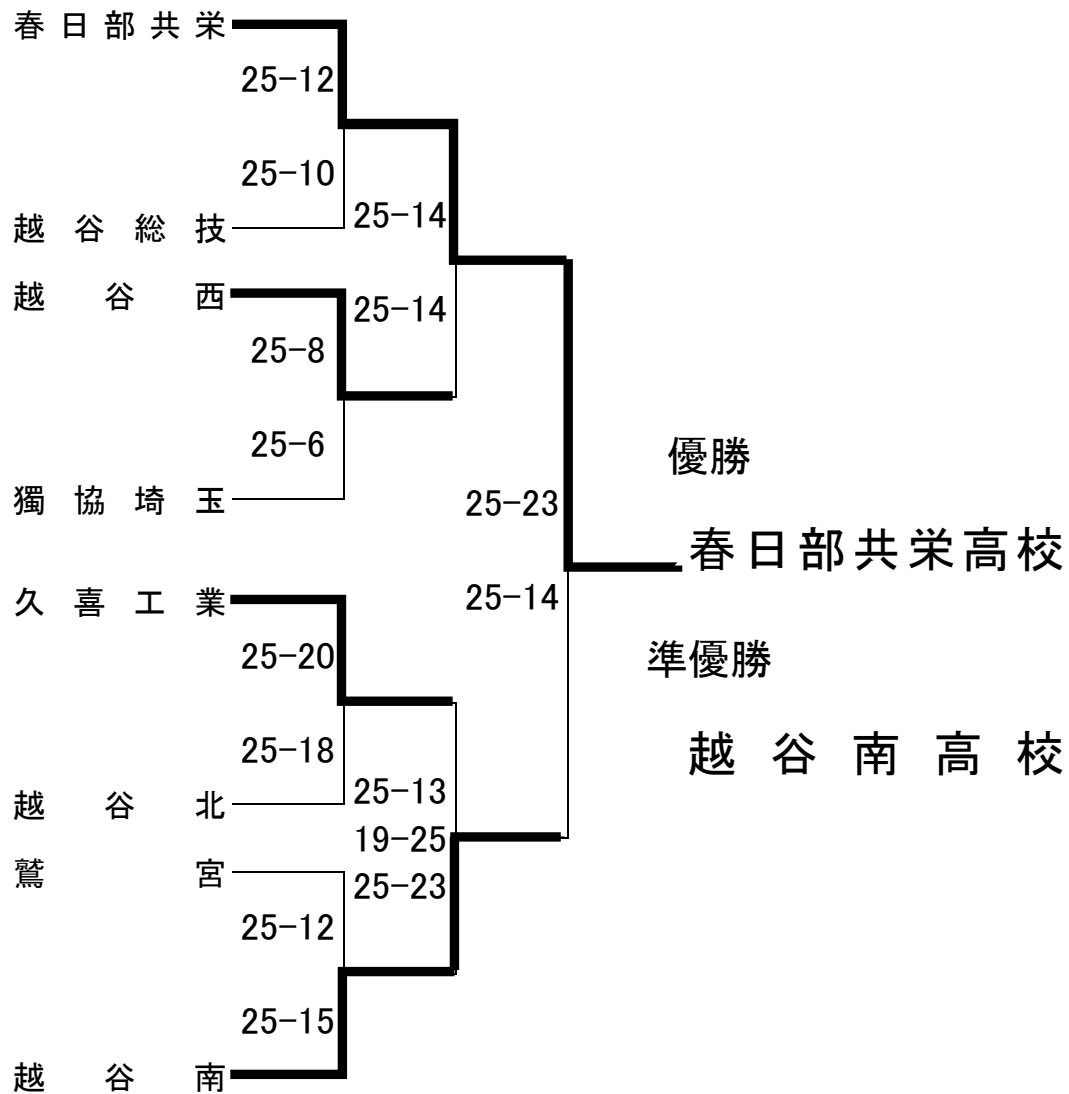 春日部共栄
25-12
25-10
越谷総技
25-14
越谷西
25-14
25-8
25-6
獨協埼玉
優勝
25-23
春日部共栄高校
久喜工業
25-14
25-20
準優勝
25-18
越谷南高校
25-13
越谷北
19-25
鷲宮
25-23
25-12
25-15
越谷南